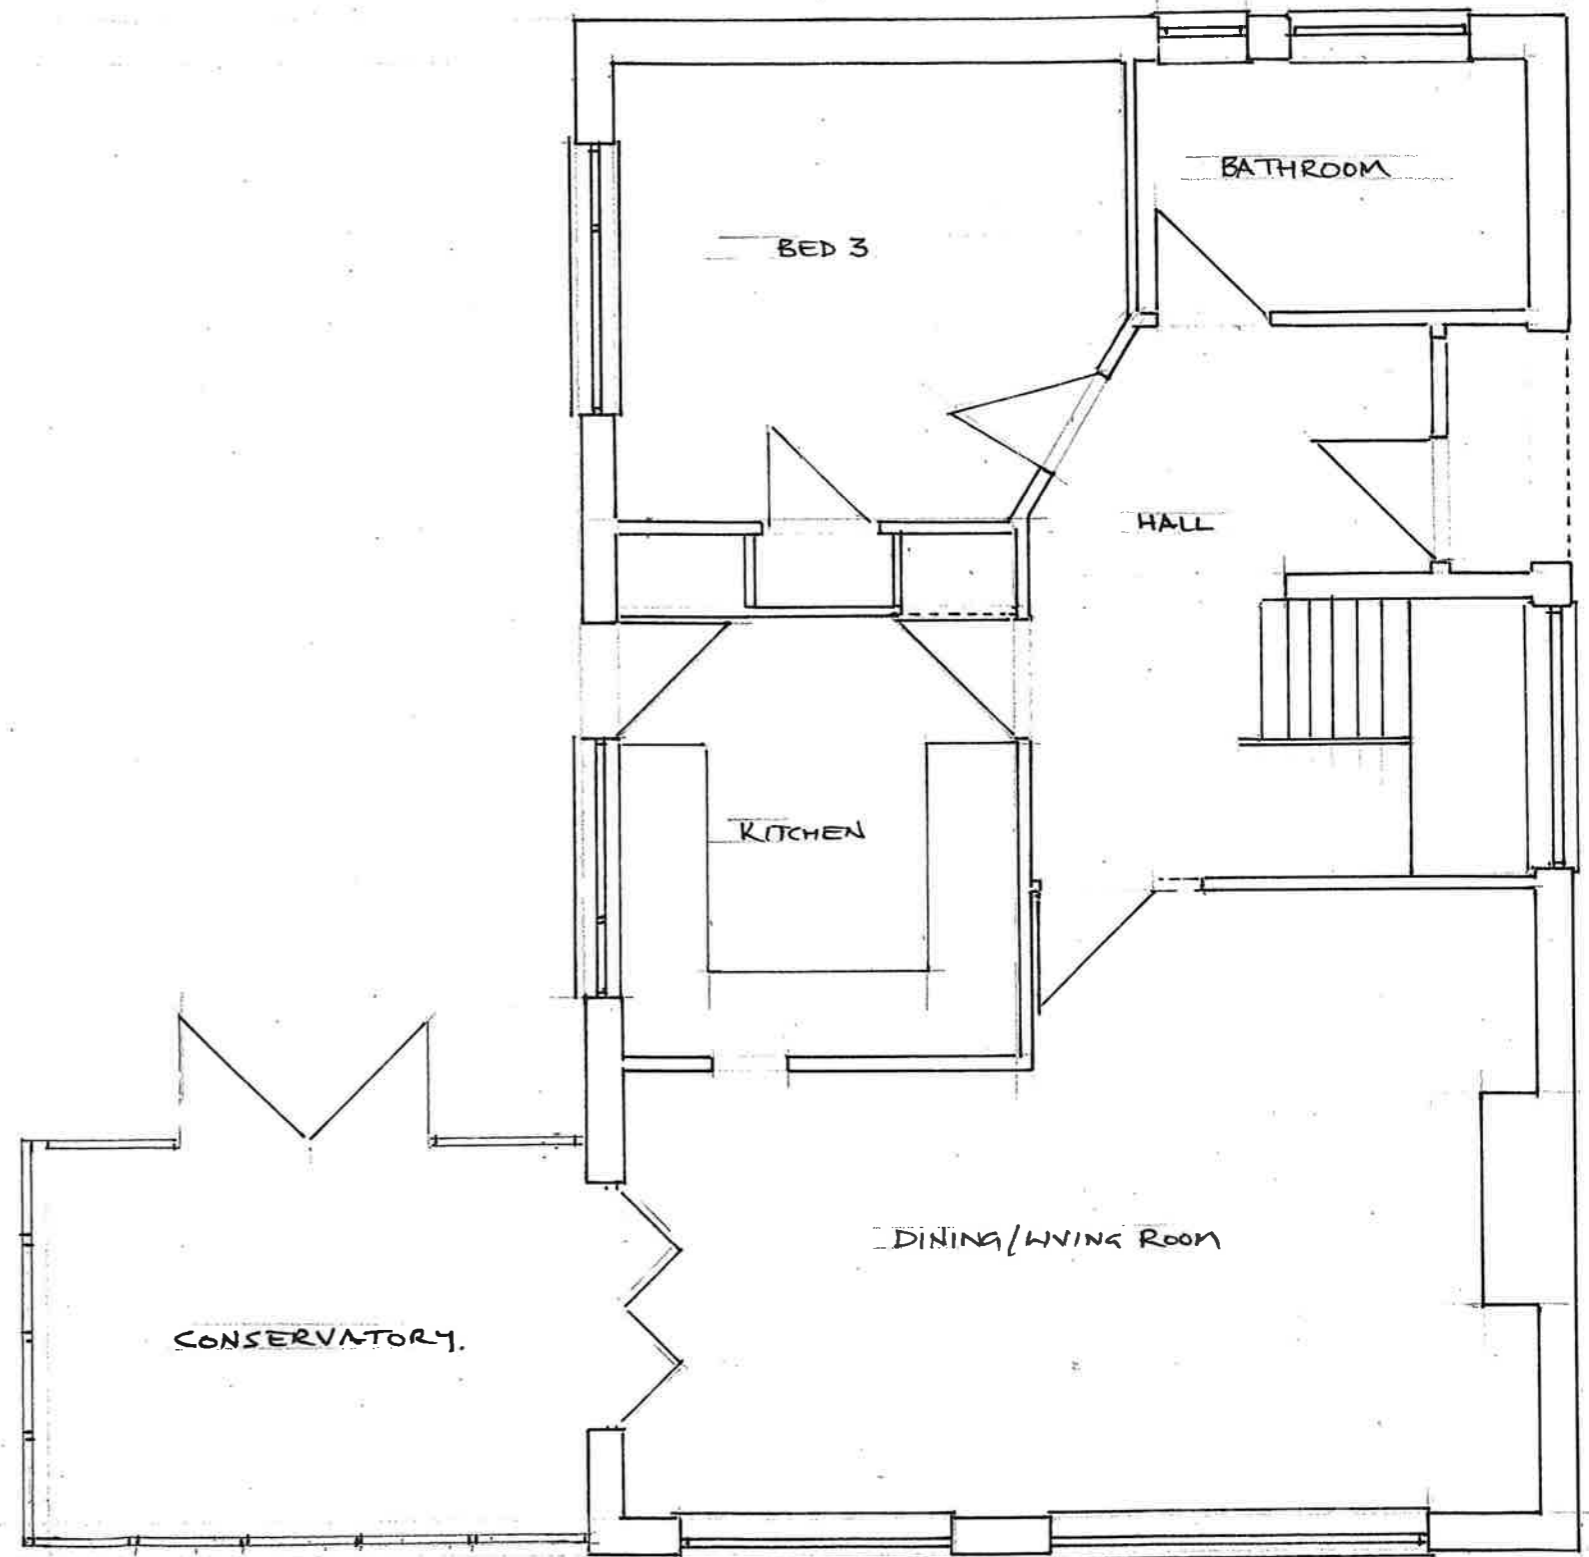 BATHROOM
BED 3
HALL
KITCHEN
DINING/LIVING ROOM
CONSERVATORY.